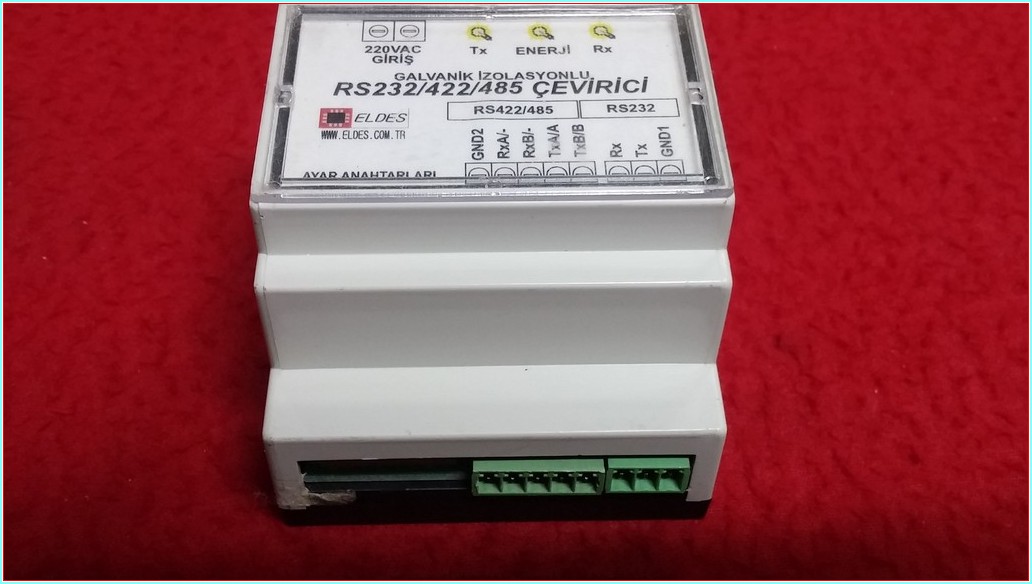 220VAC
GİRİŞ
Tx
ENERJİ
Rx
GALVANİK İZOLASYONLU
RS232/422/485 ÇEVİRİCİ
ELDES
WWW.ELDES.COM.TR
RS422/485
RS232
GND2
RxA/-
RxB/-
TxA/A
TxB/B
Rx
Tx
GND1
AYAR ANAHTARLARI